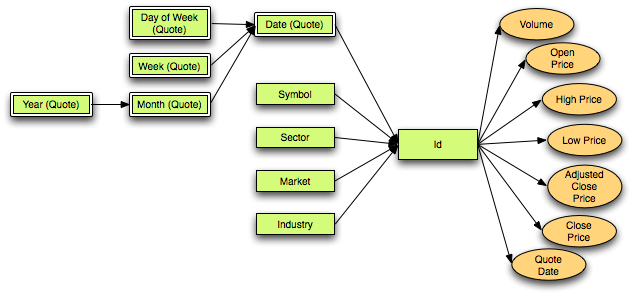 Day of Week
(Quote)
Date (Quote)
Week (Quote)
Year (Quote)
Month (Quote)
Symbol
Sector
Market
Industry
Id
Volume
Open
Price
High Price
Low Price
Adjusted
Close
Price
Close
Price
Quote
Date